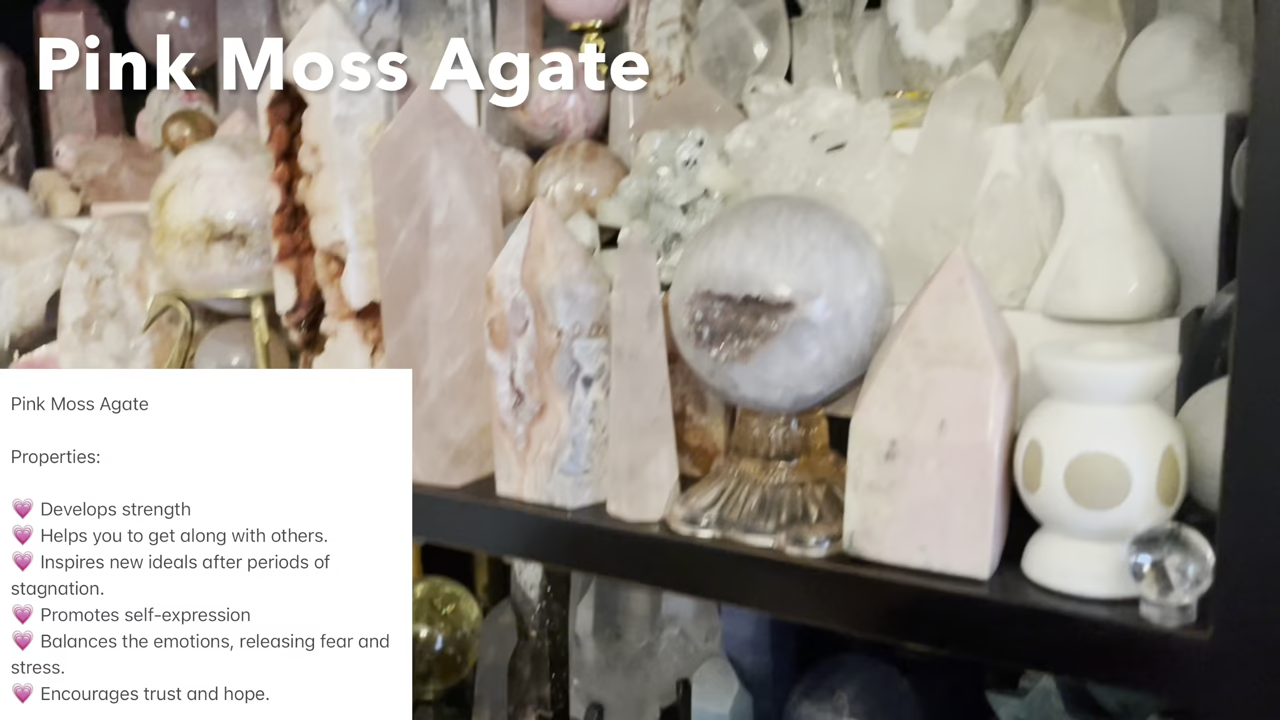 Pink Moss Agate
Pink Moss Agate
Properties:
💗 Develops strength
💗 Helps you to get along with others.
💗 Inspires new ideals after periods of
stagnation.
💗 Promotes self-expression
💗 Balances the emotions, releasing fear and
stress.
💗 Encourages trust and hope.